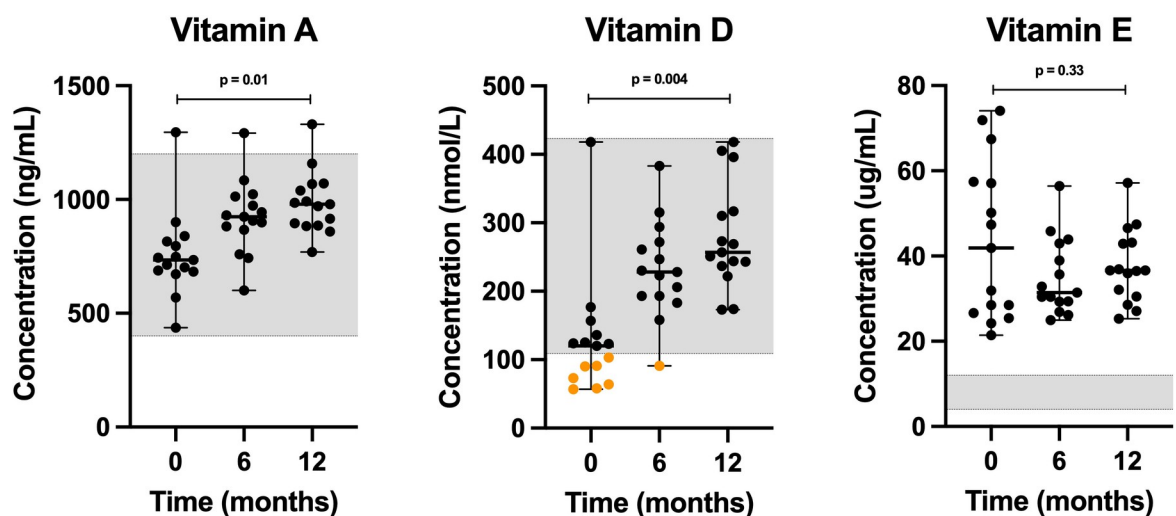 Vitamin A
p = 0.01
1500
1000
500
0
Concentration (ng/mL)
0 6 12
Time (months)
Vitamin D
p = 0.004
500
400
300
200
100
0
Concentration (nmol/L)
0 6 12
Time (months)
Vitamin E
p = 0.33
80
60
40
20
0
Concentration (ug/mL)
0 6 12
Time (months)